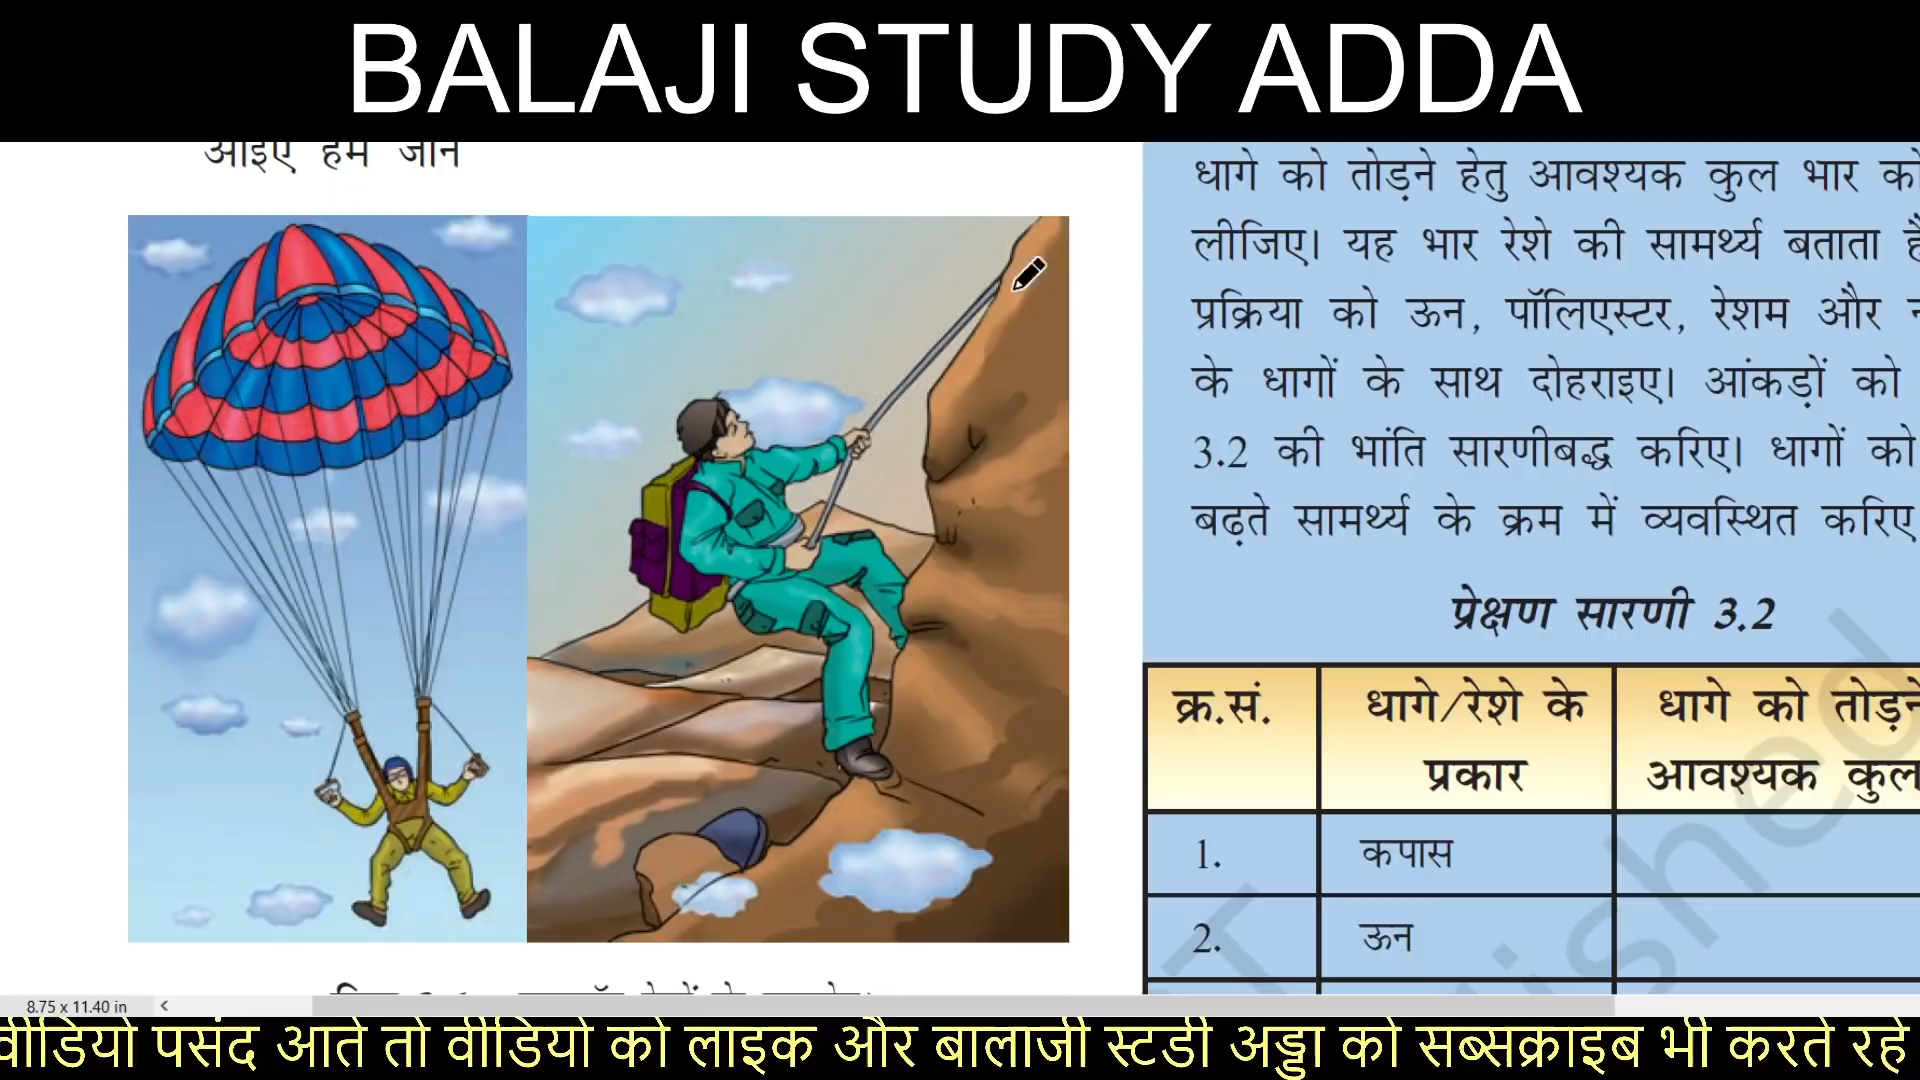 BALAJI STUDY ADDA
आइए हम जानें
धागे को तोड़ने हेतु आवश्यक कुल भार को
लीजिए। यह भार रेशे की सामर्थ्य बताता है
प्रक्रिया को ऊन, पॉलिएस्टर, रेशम और
के धागों के साथ दोहराइए। आंकड़ों को
3.2 की भांति सारणीबद्ध करिए। धागों को
बढ़ते सामर्थ्य के क्रम में व्यवस्थित करिए
प्रेक्षण सारणी 3.2
क्र.सं. धागे/रेशे के धागे को तोड़ने
प्रकार आवश्यक कुल
1. कपास
2. ऊन
8.75 x 11.40 in
वीडियो पसंद आते तो वीडियो को लाइक और बालाजी स्टडी अड्डा को सब्सक्राइब भी करते रहे